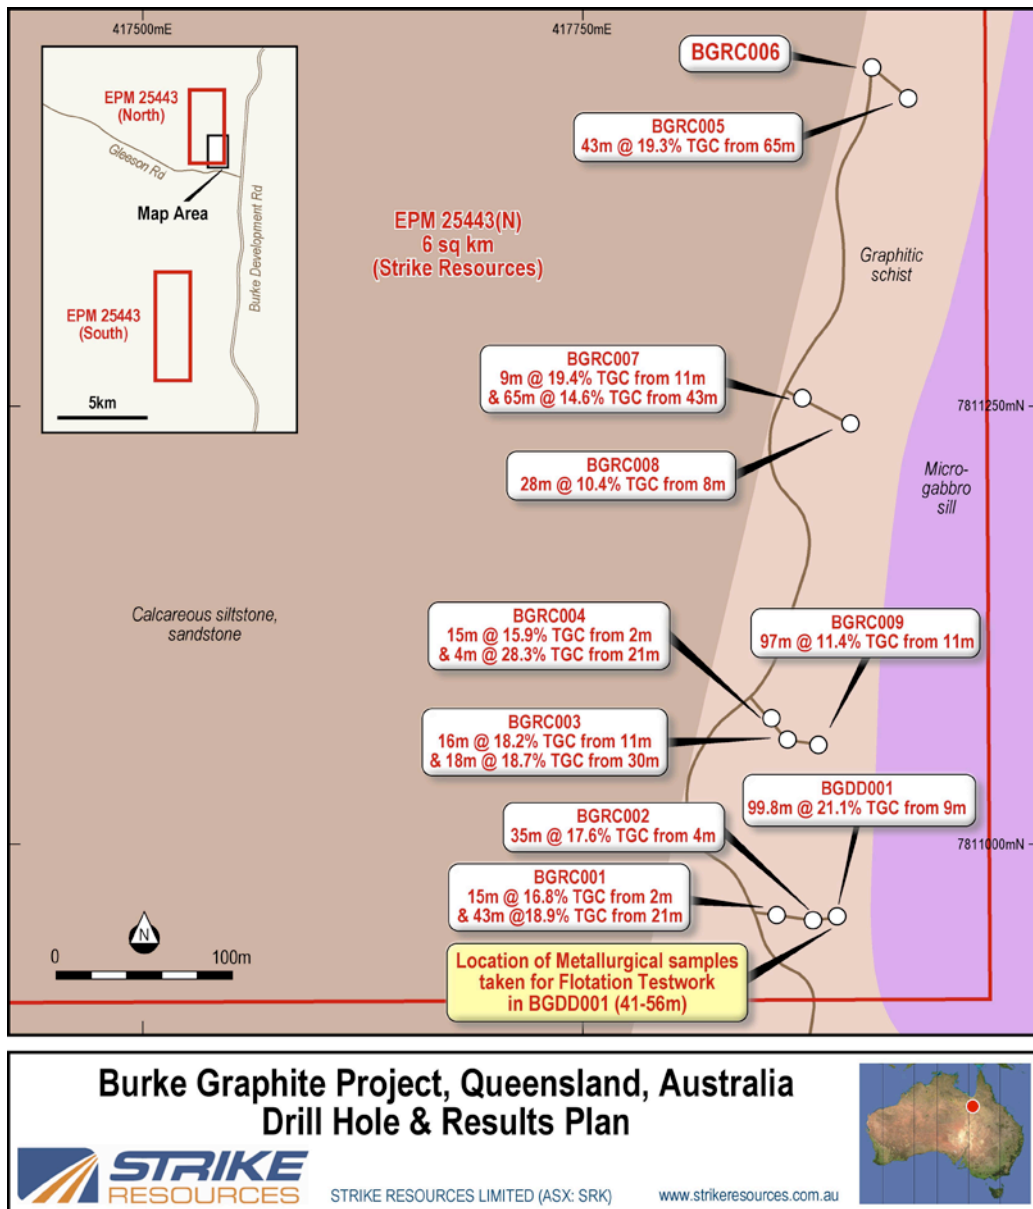 417500mE
417750mE
EPM 25443
(North)
Gleeson Rd
Map Area
Burke Development Rd
EPM 25443
(South)
5km
BGRC006
BGRC005
43m @ 19.3% TGC from 65m
EPM 25443(N)
6 sq km
(Strike Resources)
Graphitic
schist
BGRC007
9m @ 19.4% TGC from 11m
& 65m @ 14.6% TGC from 43m
7811250mN
BGRC008
28m @ 10.4% TGC from 8m
Micro-
gabbro
sill
Calcareous siltstone,
sandstone
BGRC004
15m @ 15.9% TGC from 2m
& 4m @ 28.3% TGC from 21m
BGRC009
97m @ 11.4% TGC from 11m
BGRC003
16m @ 18.2% TGC from 11m
& 18m @ 18.7% TGC from 30m
BGDD001
99.8m @ 21.1% TGC from 9m
BGRC002
35m @ 17.6% TGC from 4m
7811000mN
BGRC001
15m @ 16.8% TGC from 2m
& 43m @18.9% TGC from 21m
N
0
100m
Location of Metallurgical samples
taken for Flotation Testwork
in BGDD001 (41-56m)
Burke Graphite Project, Queensland, Australia
Drill Hole & Results Plan
STRIKE
RESOURCES
STRIKE RESOURCES LIMITED (ASX: SRK)
www.strikeresources.com.au